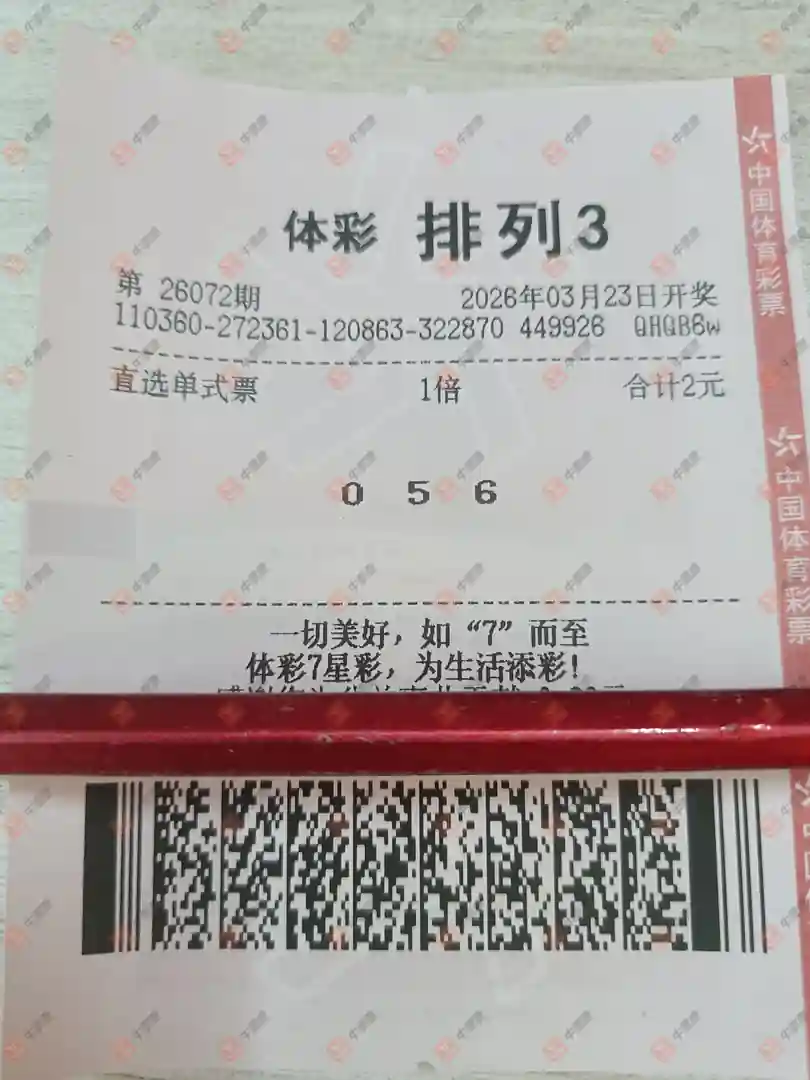 体彩 排列3
第 26072期 2026年03月23日开奖
110360-272361-120863-322870 449926 QHQB6w
直选单式票 1倍 合计2元
0 5 6
一切美好，如“7”而至
体彩7星彩，为生活添彩！
中国体育彩票
中国体育彩票